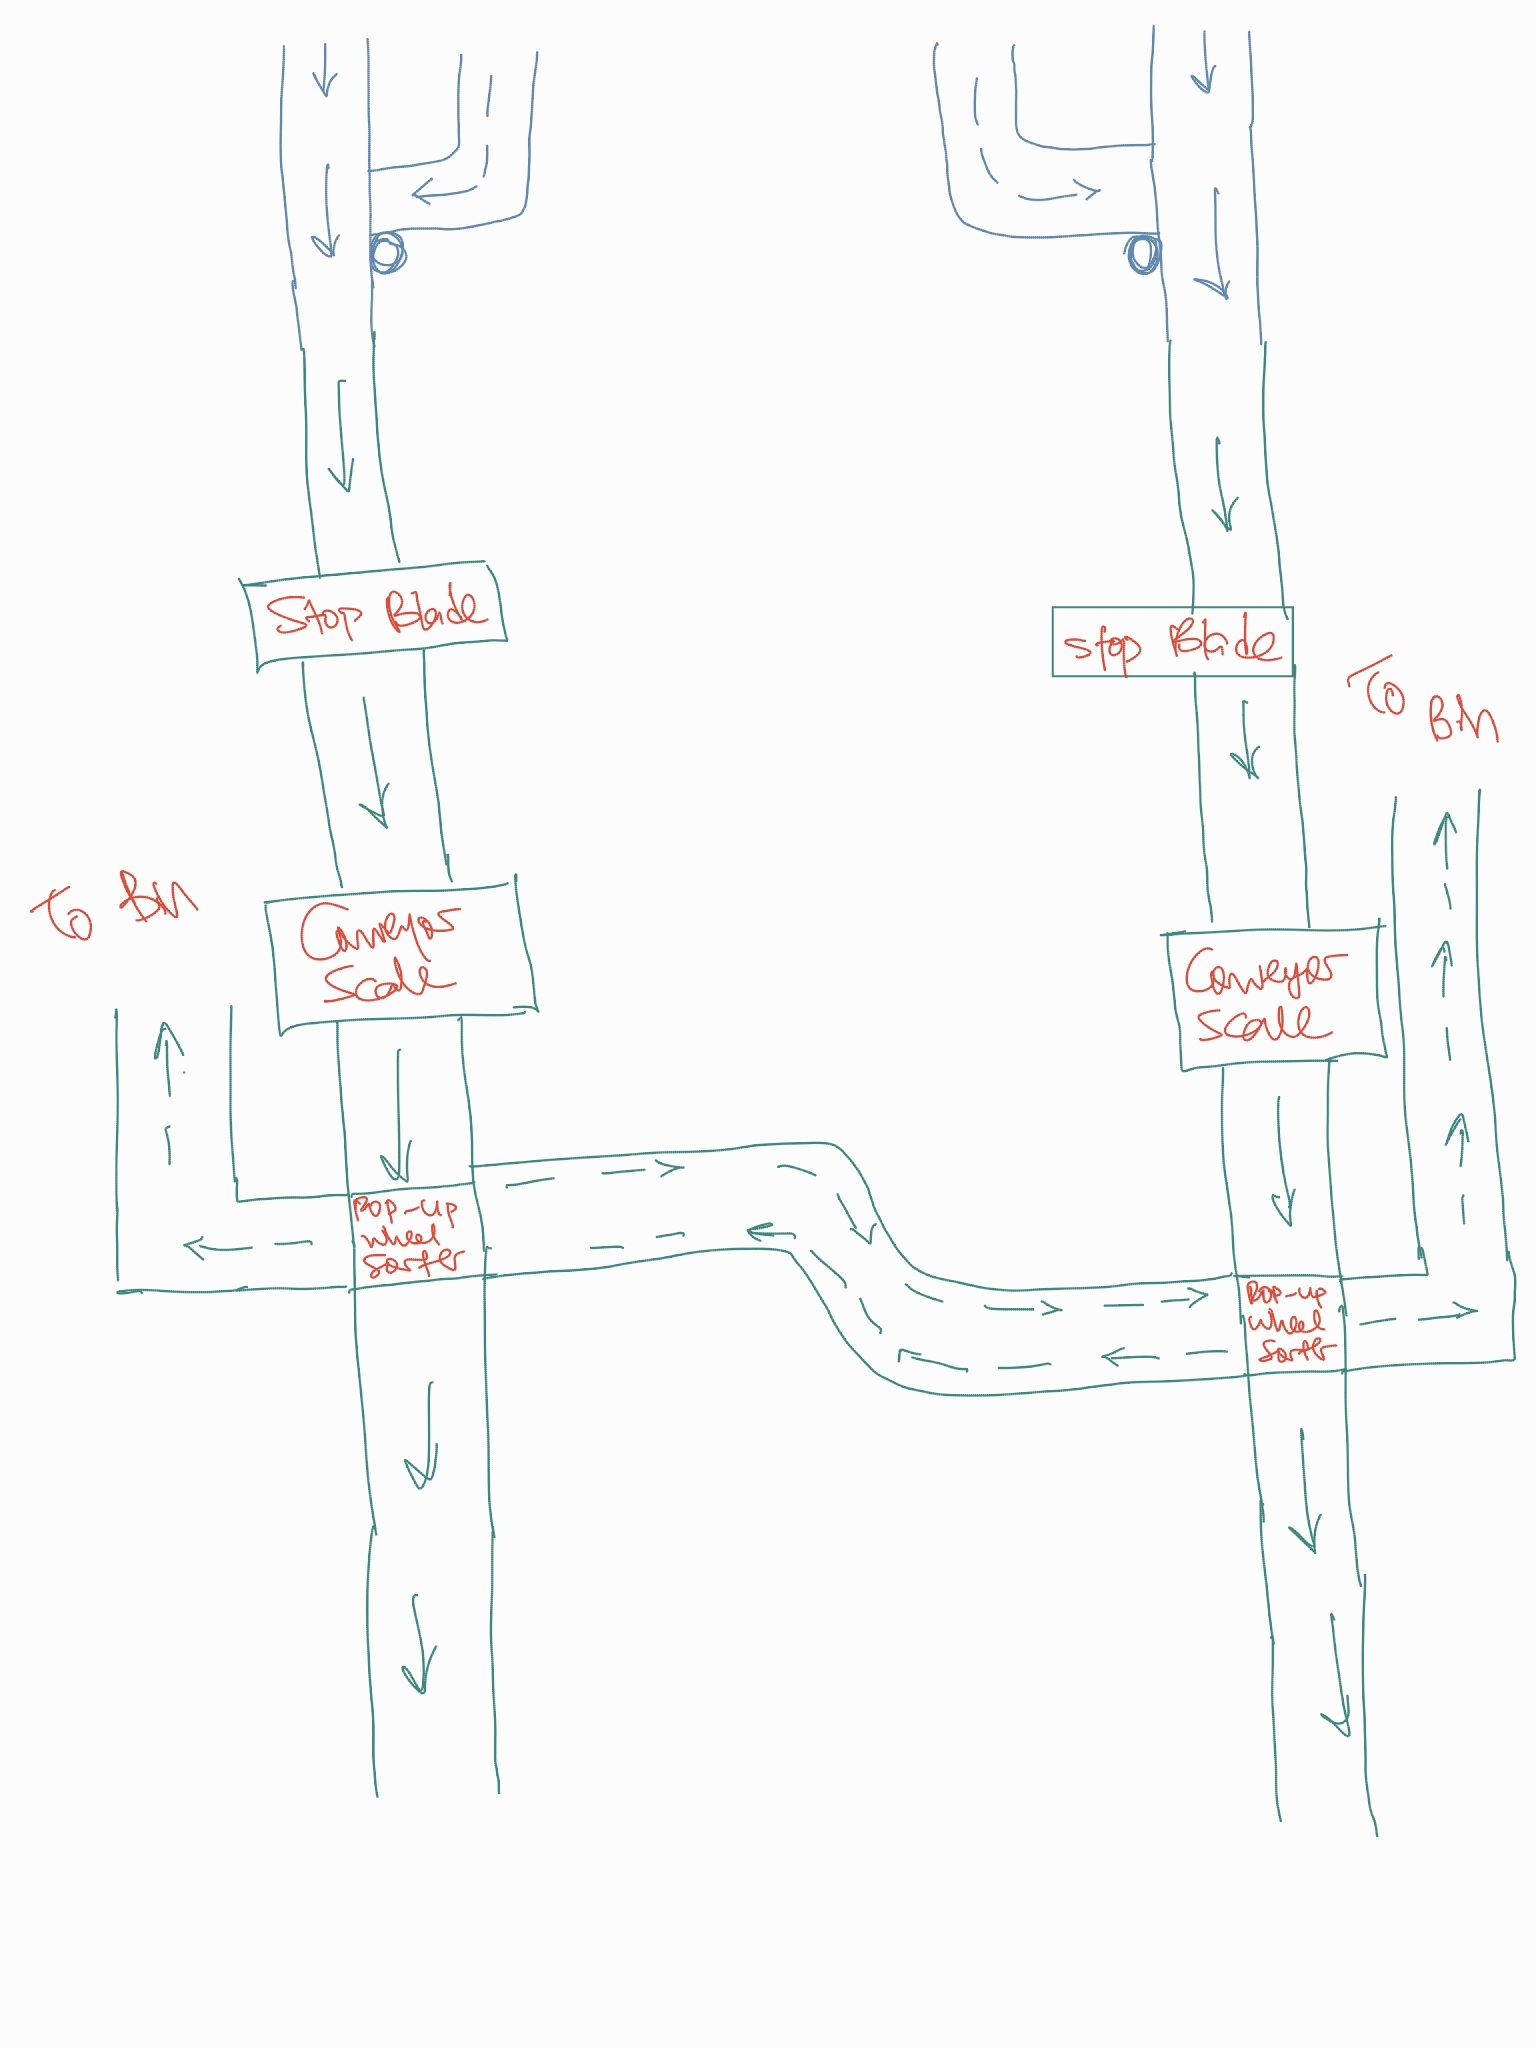 Stop Blade
Stop Blade
To Bin
To Bin
Conveyor
Scale
Conveyor
Scale
Pop-up
wheel
Sorter
Pop-up
wheel
Sorter